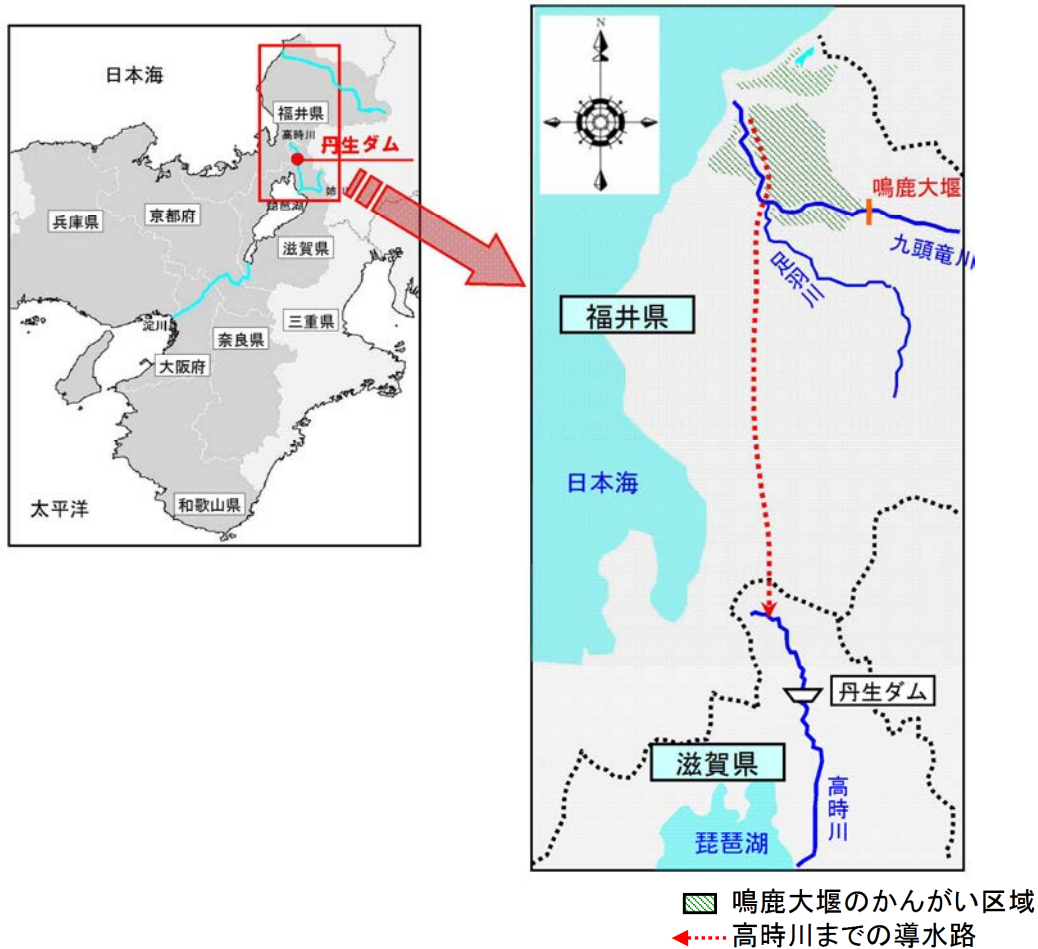 日本海
福井県
高時川
丹生ダム
姉川
琵琶湖
京都府
兵庫県
滋賀県
三重県
淀川
奈良県
大阪府
和歌山県
太平洋
N
鳴鹿大堰
九頭竜川
足羽川
福井県
日本海
丹生ダム
滋賀県
高時川
琵琶湖
鳴鹿大堰のかんがい区域
高時川までの導水路